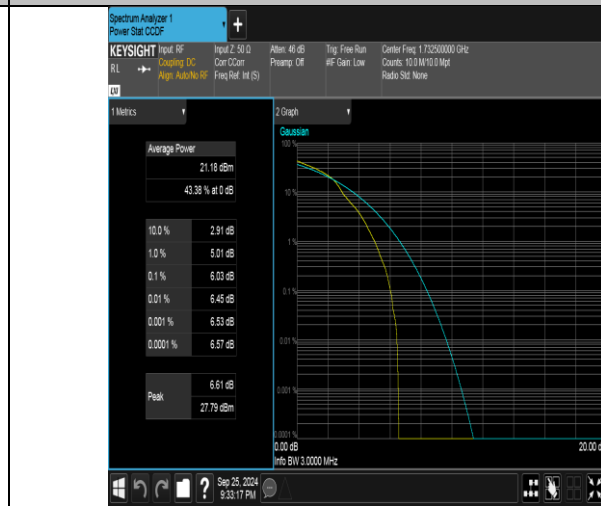 Spectrum Analyzer 1
Power Stat CCDF
+
KEYSIGHT Input: RF Input Z: 50 Ω Atten: 46 dB Trig: Free Run Center Freq: 1.732500000 GHz
RL Coupling: DC Corr CCorr Preamp: Off #IF Gain: Low Counts: 10.0 M/10.0 Mpt
Align: Auto/No RF Freq Ref: Int (S) Radio Std: None
LXI
1 Metrics
2 Graph
Gaussian
Average Power
21.18 dBm
43.38 % at 0 dB
10.0 % 2.91 dB
1.0 % 5.01 dB
0.1 % 6.03 dB
0.01 % 6.45 dB
0.001 % 6.53 dB
0.0001 % 6.57 dB
Peak
6.61 dB
27.79 dBm
100 %
10 %
1 %
0.1 %
0.01 %
0.001 %
0.0001 %
0.00 dB
20.00 d
Info BW 3.0000 MHz
?
Sep 25, 2024
9:33:17 PM